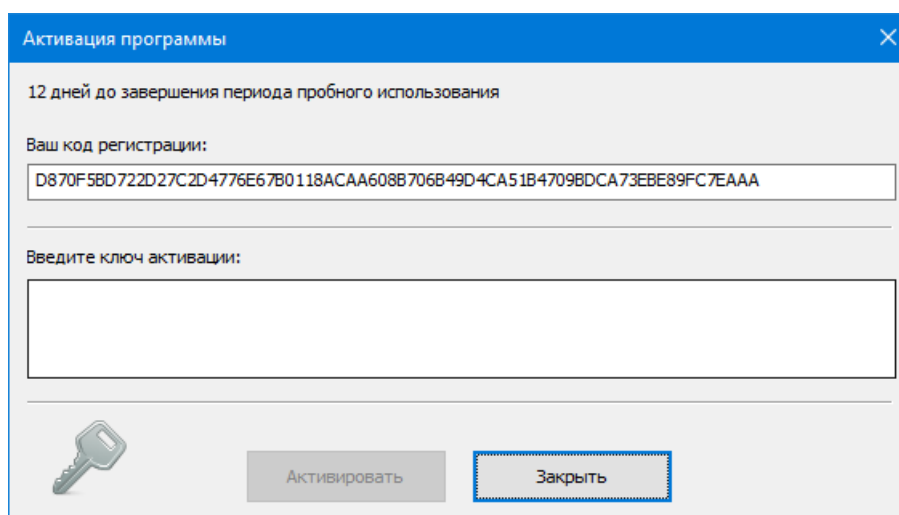 Активация программы
12 дней до завершения периода пробного использования
Ваш код регистрации:
D870F5BD722D27C2D4776E67B0118ACAA608B706B49D4CA51B4709BDCA73EBE89FC7EAAA
Введите ключ активации:
Активировать
Закрыть